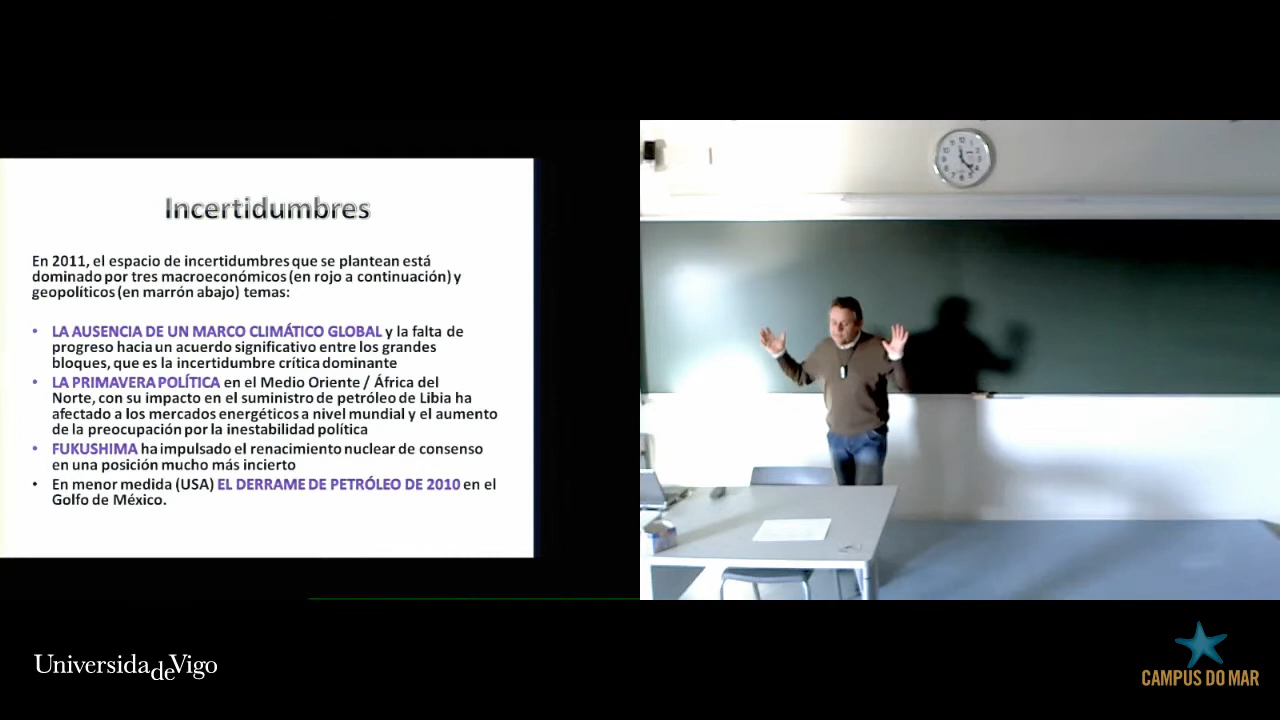 Incertidumbres
En 2011, el espacio de incertidumbres que se plantean está
dominado por tres macroeconómicos (en rojo a continuación) y
geopolíticos (en marrón abajo) temas:
• LA AUSENCIA DE UN MARCO CLIMÁTICO GLOBAL y la falta de
progreso hacia un acuerdo significativo entre los grandes
bloques, que es la incertidumbre crítica dominante
• LA PRIMAVERA POLÍTICA en el Medio Oriente / África del
Norte, con su impacto en el suministro de petróleo de Libia ha
afectado a los mercados energéticos a nivel mundial y el aumento
de la preocupación por la inestabilidad política
• FUKUSHIMA ha impulsado el renacimiento nuclear de consenso
en una posición mucho más incierto
• En menor medida (USA) EL DERRAME DE PETRÓLEO DE 2010 en el
Golfo de México.
UniversidadeVigo
CAMPUS DO MAR